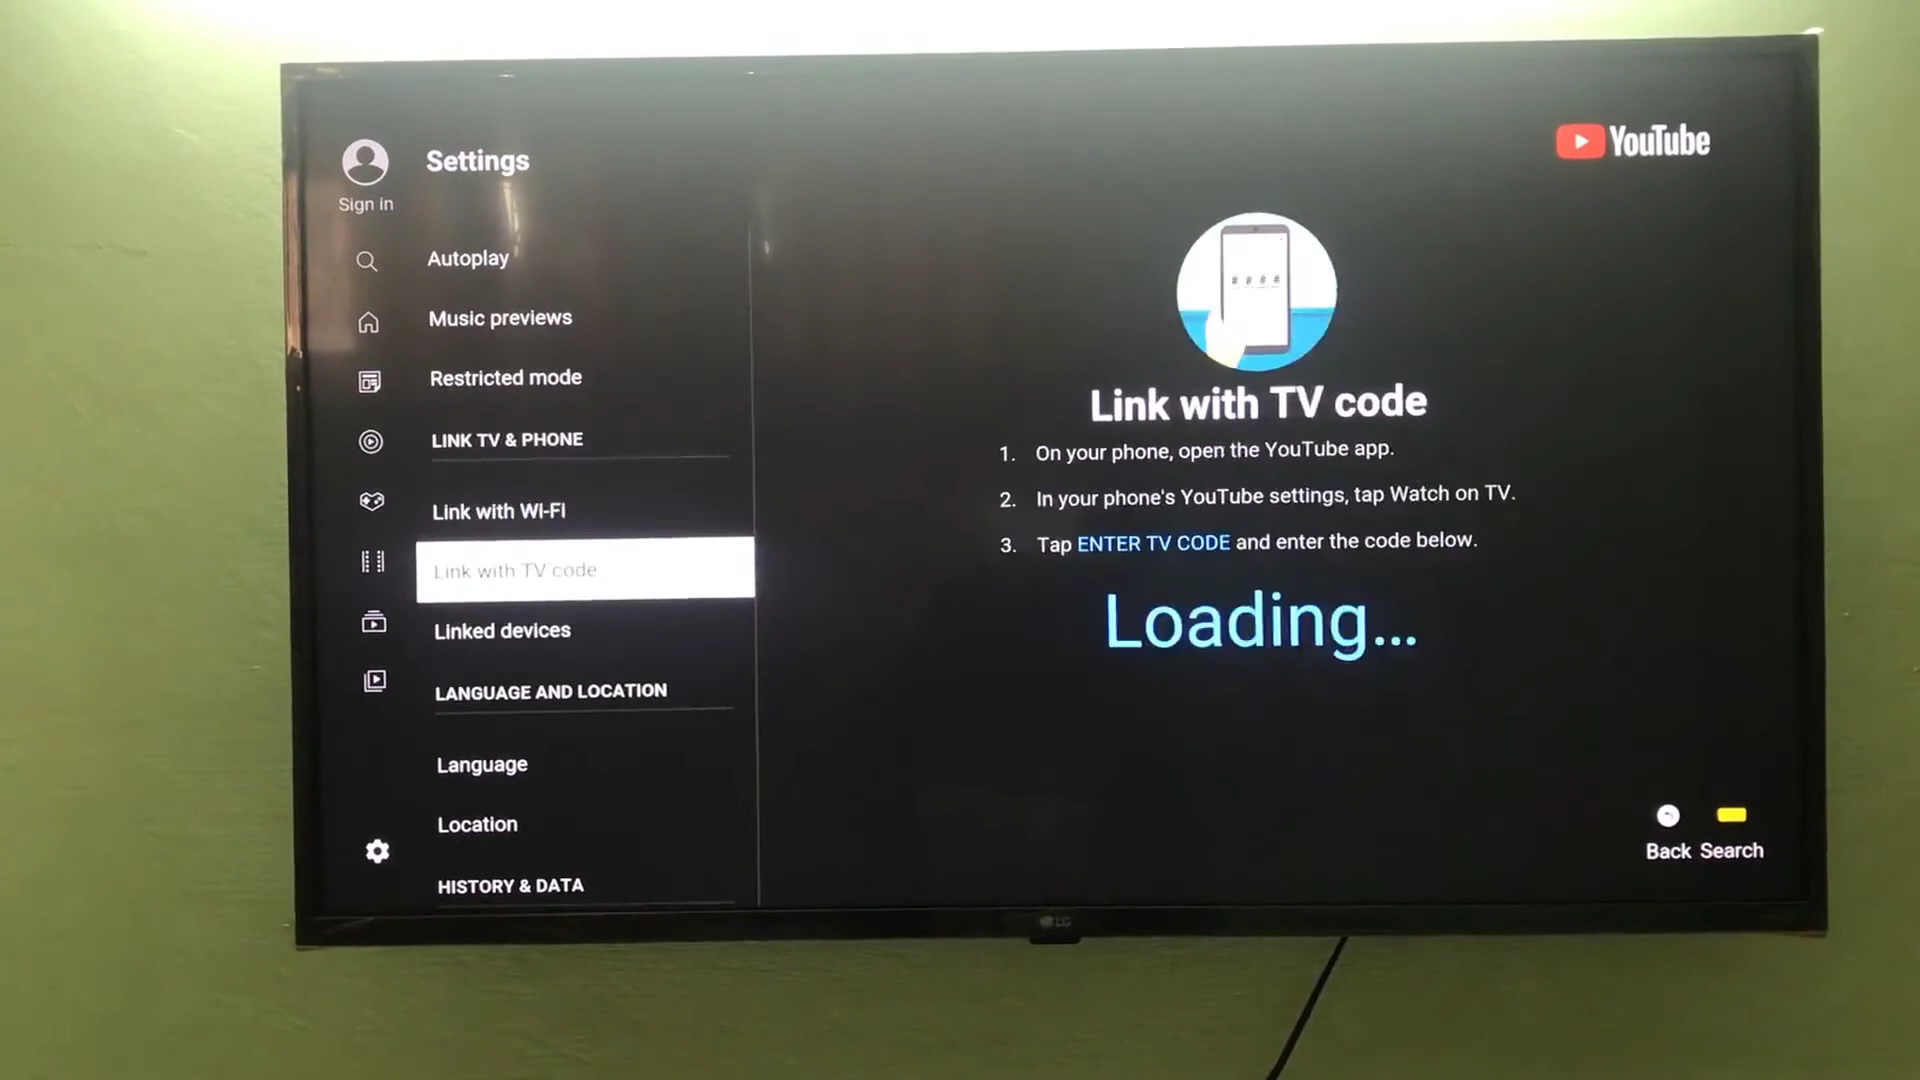 Settings
Sign in
Autoplay
Music previews
Restricted mode
LINK TV & PHONE
Link with Wi-Fi
Link with TV code
Linked devices
LANGUAGE AND LOCATION
Language
Location
HISTORY & DATA
YouTube
# # # #
Link with TV code
1. On your phone, open the YouTube app.
2. In your phone's YouTube settings, tap Watch on TV.
3. Tap ENTER TV CODE and enter the code below.
Loading...
Back Search
LG